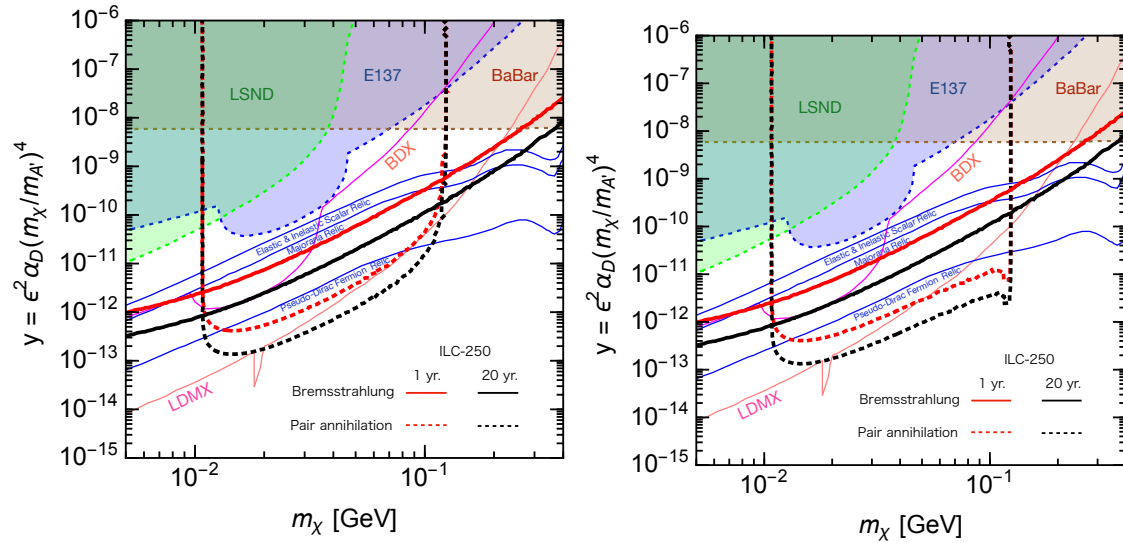 10⁻⁶
10⁻⁷
10⁻⁸
10⁻⁹
10⁻¹⁰
10⁻¹¹
10⁻¹²
10⁻¹³
10⁻¹⁴
10⁻¹⁵
y = ϵ² α_D(m_χ/m_A')⁴
LSND
E137
BaBar
BDX
Elastic & Inelastic Scalar Relic
Majorana Relic
Pseudo-Dirac Fermion Relic
LDMX
ILC-250
1 yr. 20 yr.
Bremsstrahlung
Pair annihilation
10⁻² 10⁻¹
m_χ [GeV]
10⁻⁶
10⁻⁷
10⁻⁸
10⁻⁹
10⁻¹⁰
10⁻¹¹
10⁻¹²
10⁻¹³
10⁻¹⁴
10⁻¹⁵
y = ϵ² α_D(m_χ/m_A')⁴
LSND
E137
BaBar
BDX
Elastic & Inelastic Scalar Relic
Majorana Relic
Pseudo-Dirac Fermion Relic
LDMX
ILC-250
1 yr. 20 yr.
Bremsstrahlung
Pair annihilation
10⁻² 10⁻¹
m_χ [GeV]